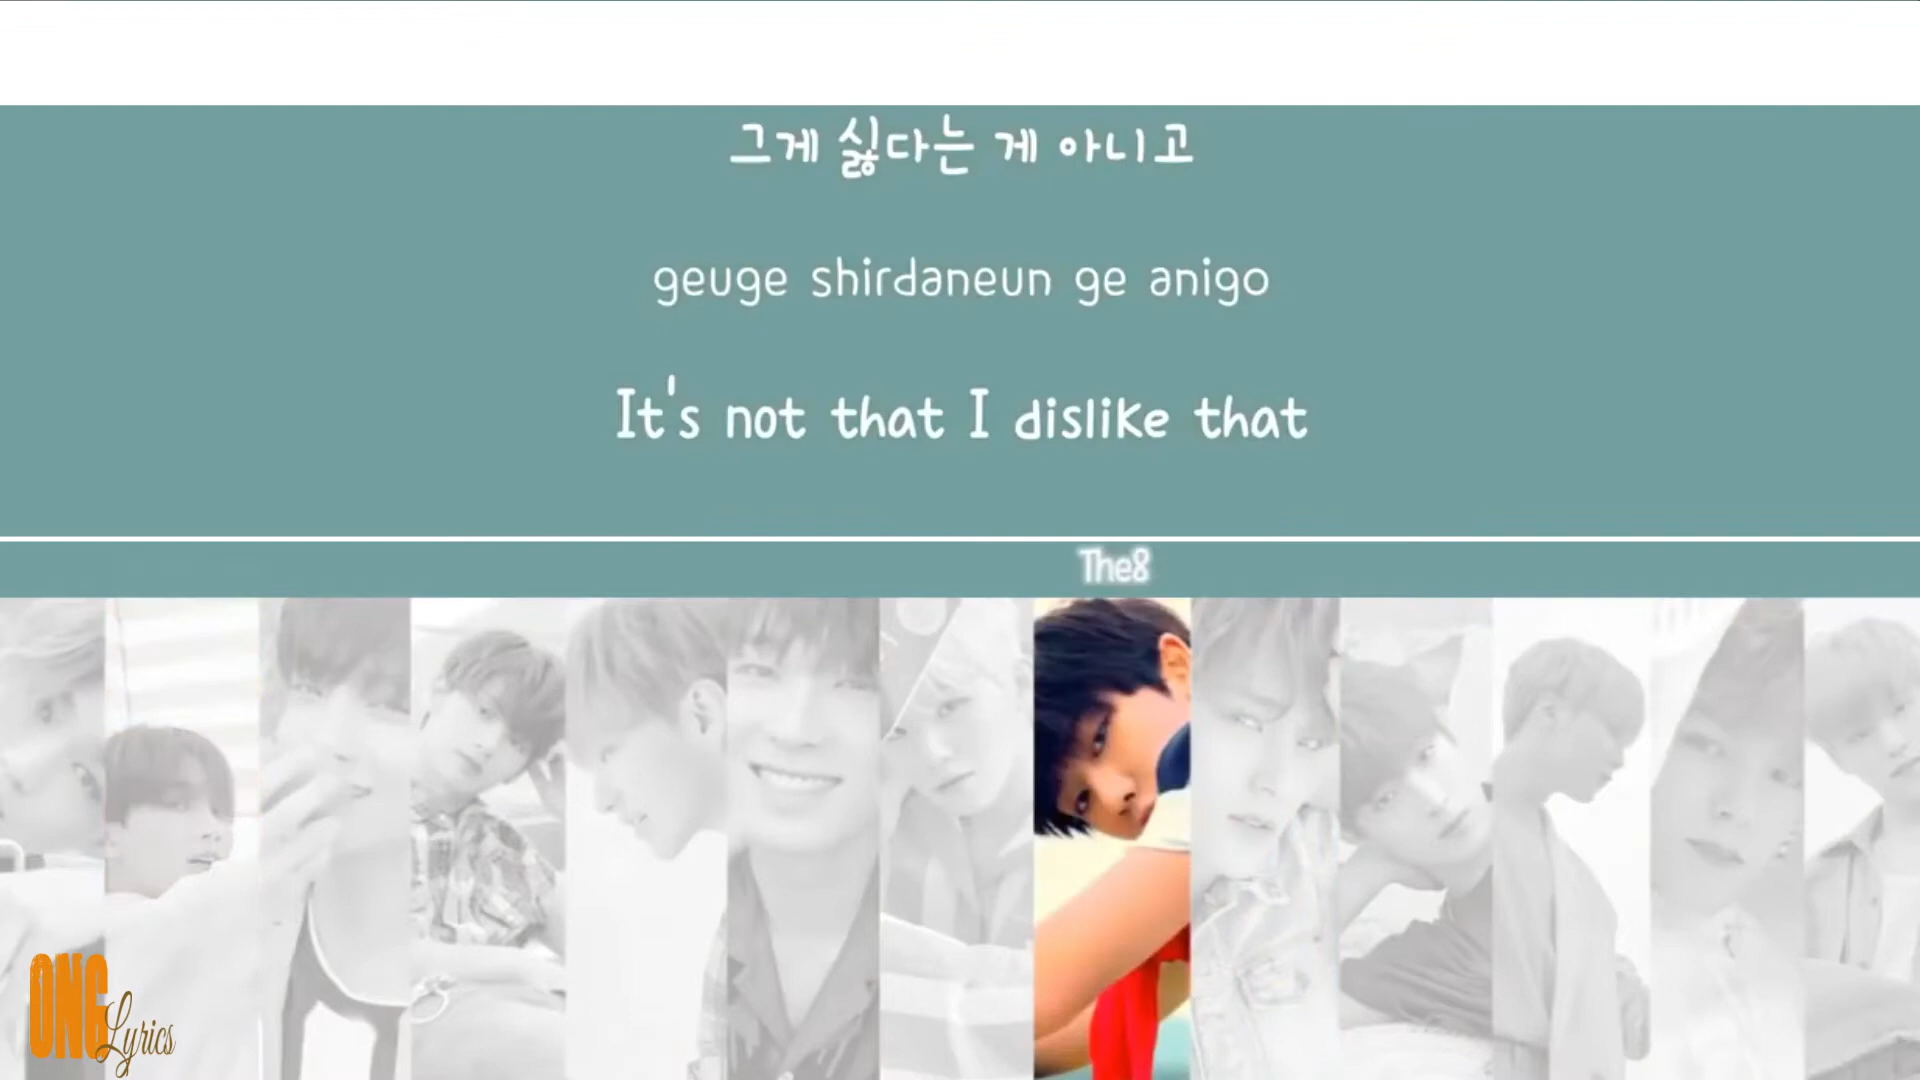 그게 싫다는 게 아니고
geuge shirdaneun ge anigo
It's not that I dislike that
The8
ONG
Lyrics